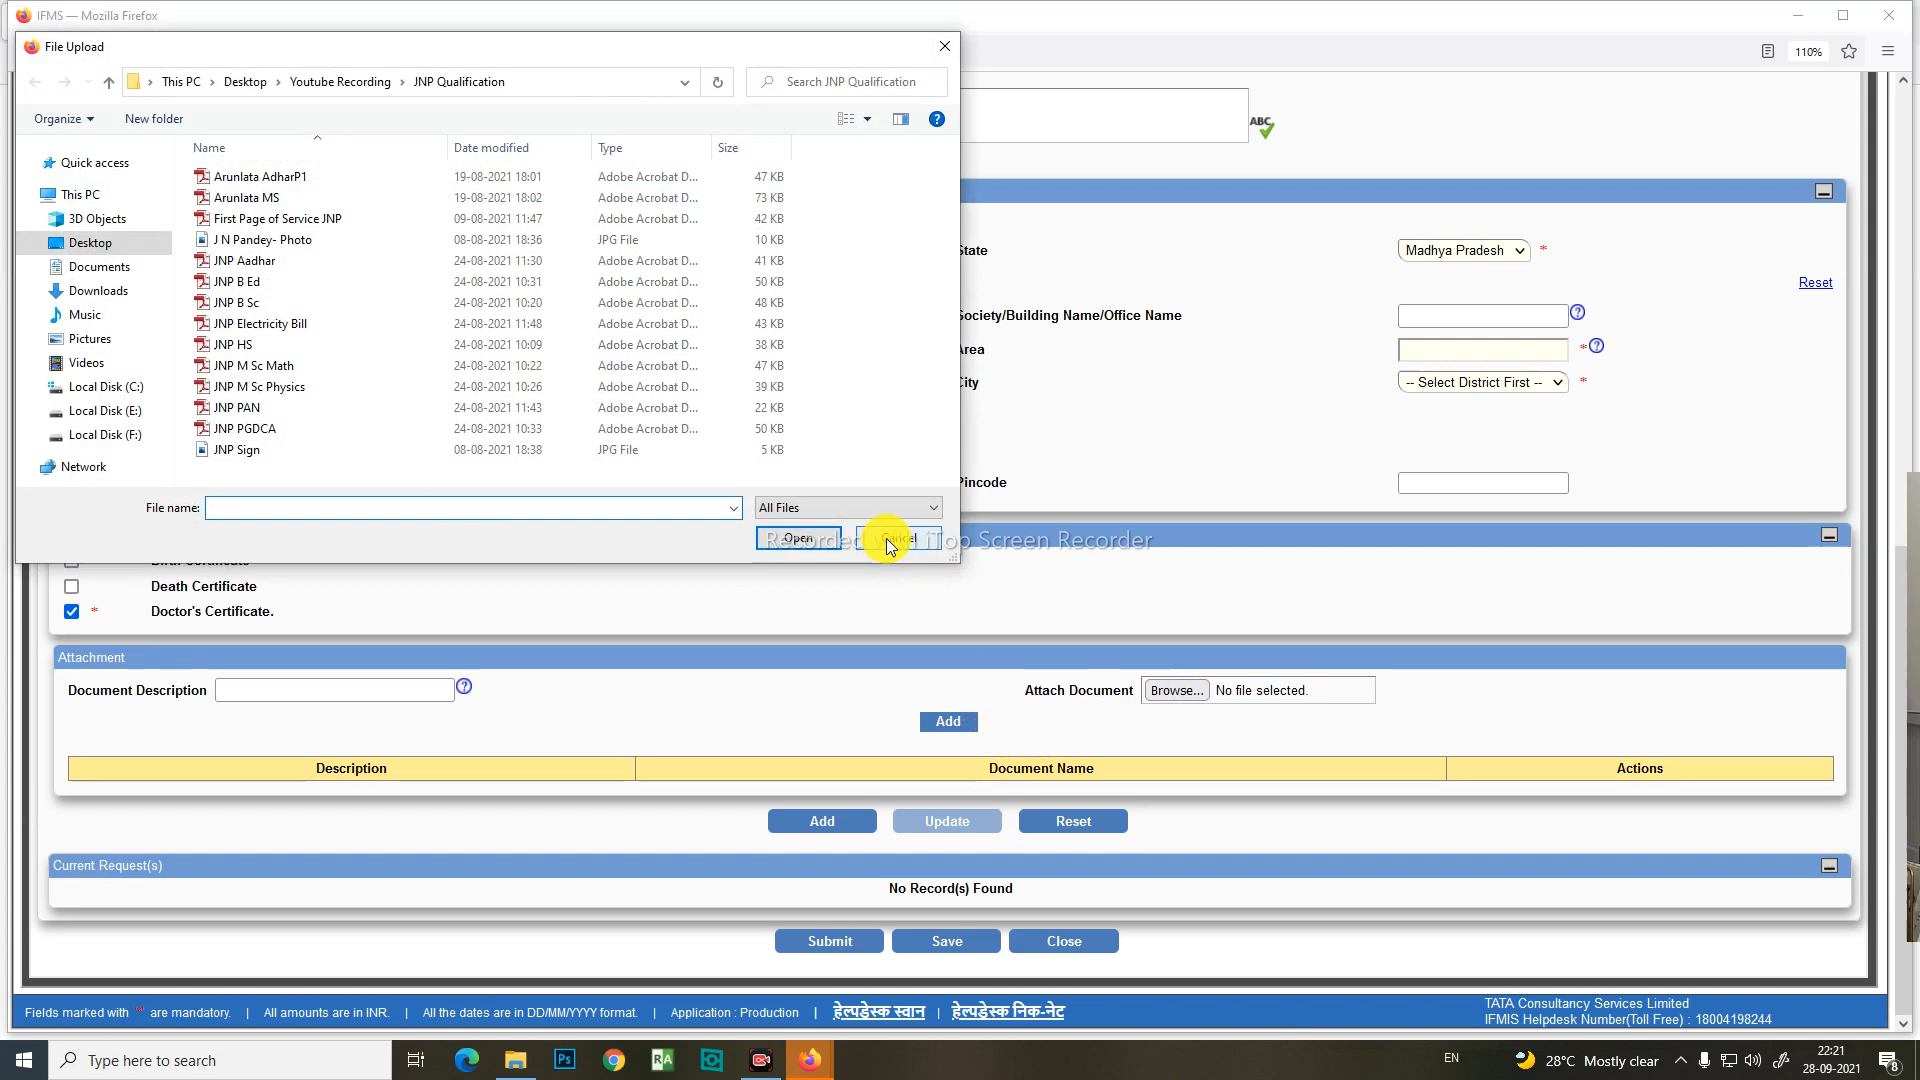 IFMS — Mozilla Firefox
File Upload
This PC > Desktop > Youtube Recording > JNP Qualification
Search JNP Qualification
110%
Organize
New folder
Name
Date modified
Type
Size
Quick access
This PC
3D Objects
Desktop
Documents
Downloads
Music
Pictures
Videos
Local Disk (C:)
Local Disk (E:)
Local Disk (F:)
Network
Arunlata AdharP1 19-08-2021 18:01 Adobe Acrobat D... 47 KB
Arunlata MS 19-08-2021 18:02 Adobe Acrobat D... 73 KB
First Page of Service JNP 09-08-2021 11:47 Adobe Acrobat D... 42 KB
J N Pandey- Photo 08-08-2021 18:36 JPG File 10 KB
JNP Aadhar 24-08-2021 11:30 Adobe Acrobat D... 41 KB
JNP B Ed 24-08-2021 10:31 Adobe Acrobat D... 50 KB
JNP B Sc 24-08-2021 10:20 Adobe Acrobat D... 48 KB
JNP Electricity Bill 24-08-2021 11:48 Adobe Acrobat D... 43 KB
JNP HS 24-08-2021 10:09 Adobe Acrobat D... 38 KB
JNP M Sc Math 24-08-2021 10:22 Adobe Acrobat D... 47 KB
JNP M Sc Physics 24-08-2021 10:26 Adobe Acrobat D... 39 KB
JNP PAN 24-08-2021 11:43 Adobe Acrobat D... 22 KB
JNP PGDCA 24-08-2021 10:33 Adobe Acrobat D... 50 KB
JNP Sign 08-08-2021 18:38 JPG File 5 KB
File name:
All Files
Open
Cancel
ABC
State
Madhya Pradesh *
Reset
Society/Building Name/Office Name
Area *
City
-- Select District First -- *
Pincode
Recorded with iTop Screen Recorder
Birth Certificate
Death Certificate
* Doctor's Certificate.
Attachment
Document Description
Attach Document
Browse... No file selected.
Add
Description
Document Name
Actions
Add
Update
Reset
Current Request(s)
No Record(s) Found
Submit
Save
Close
Fields marked with * are mandatory. | All amounts are in INR. | All the dates are in DD/MM/YYYY format. | Application : Production | हेल्पडेस्क स्वान | हेल्पडेस्क निक-नेट
TATA Consultancy Services Limited
IFMIS Helpdesk Number(Toll Free) : 18004198244
Type here to search
Ps
RA
EN
28°C Mostly clear
22:21
28-09-2021
8